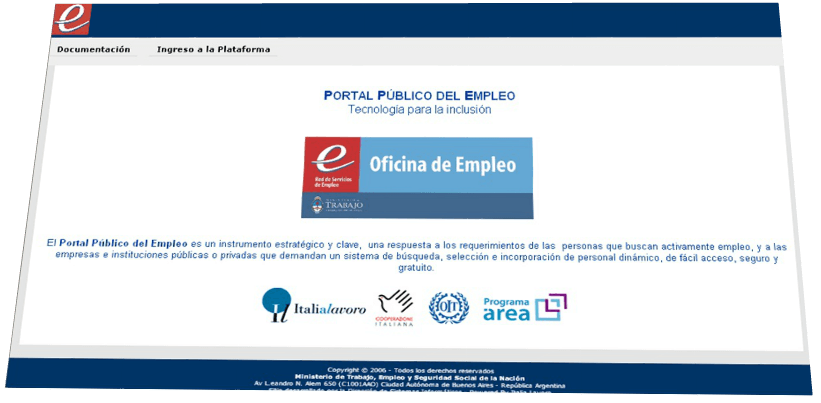 Documentación Ingreso a la Plataforma
PORTAL PÚBLICO DEL EMPLEO
Tecnología para la inclusión
e Oficina de Empleo
Red de Servicios
de Empleo
TRABAJO
El Portal Público del Empleo es un instrumento estratégico y clave, una respuesta a los requerimientos de las personas que buscan activamente empleo, y a las
empresas e instituciones públicas o privadas que demandan un sistema de búsqueda, selección e incorporación de personal dinámico, de fácil acceso, seguro y
gratuito.
Italialavoro
COOPERAZIONE
ITALIANA
OIT
Programa
área
Copyright © 2006 - Todos los derechos reservados
Ministerio de Trabajo, Empleo y Seguridad Social de la Nación
Av Leandro N. Alem 650 (C1001AAO) Ciudad Autónoma de Buenos Aires - República Argentina